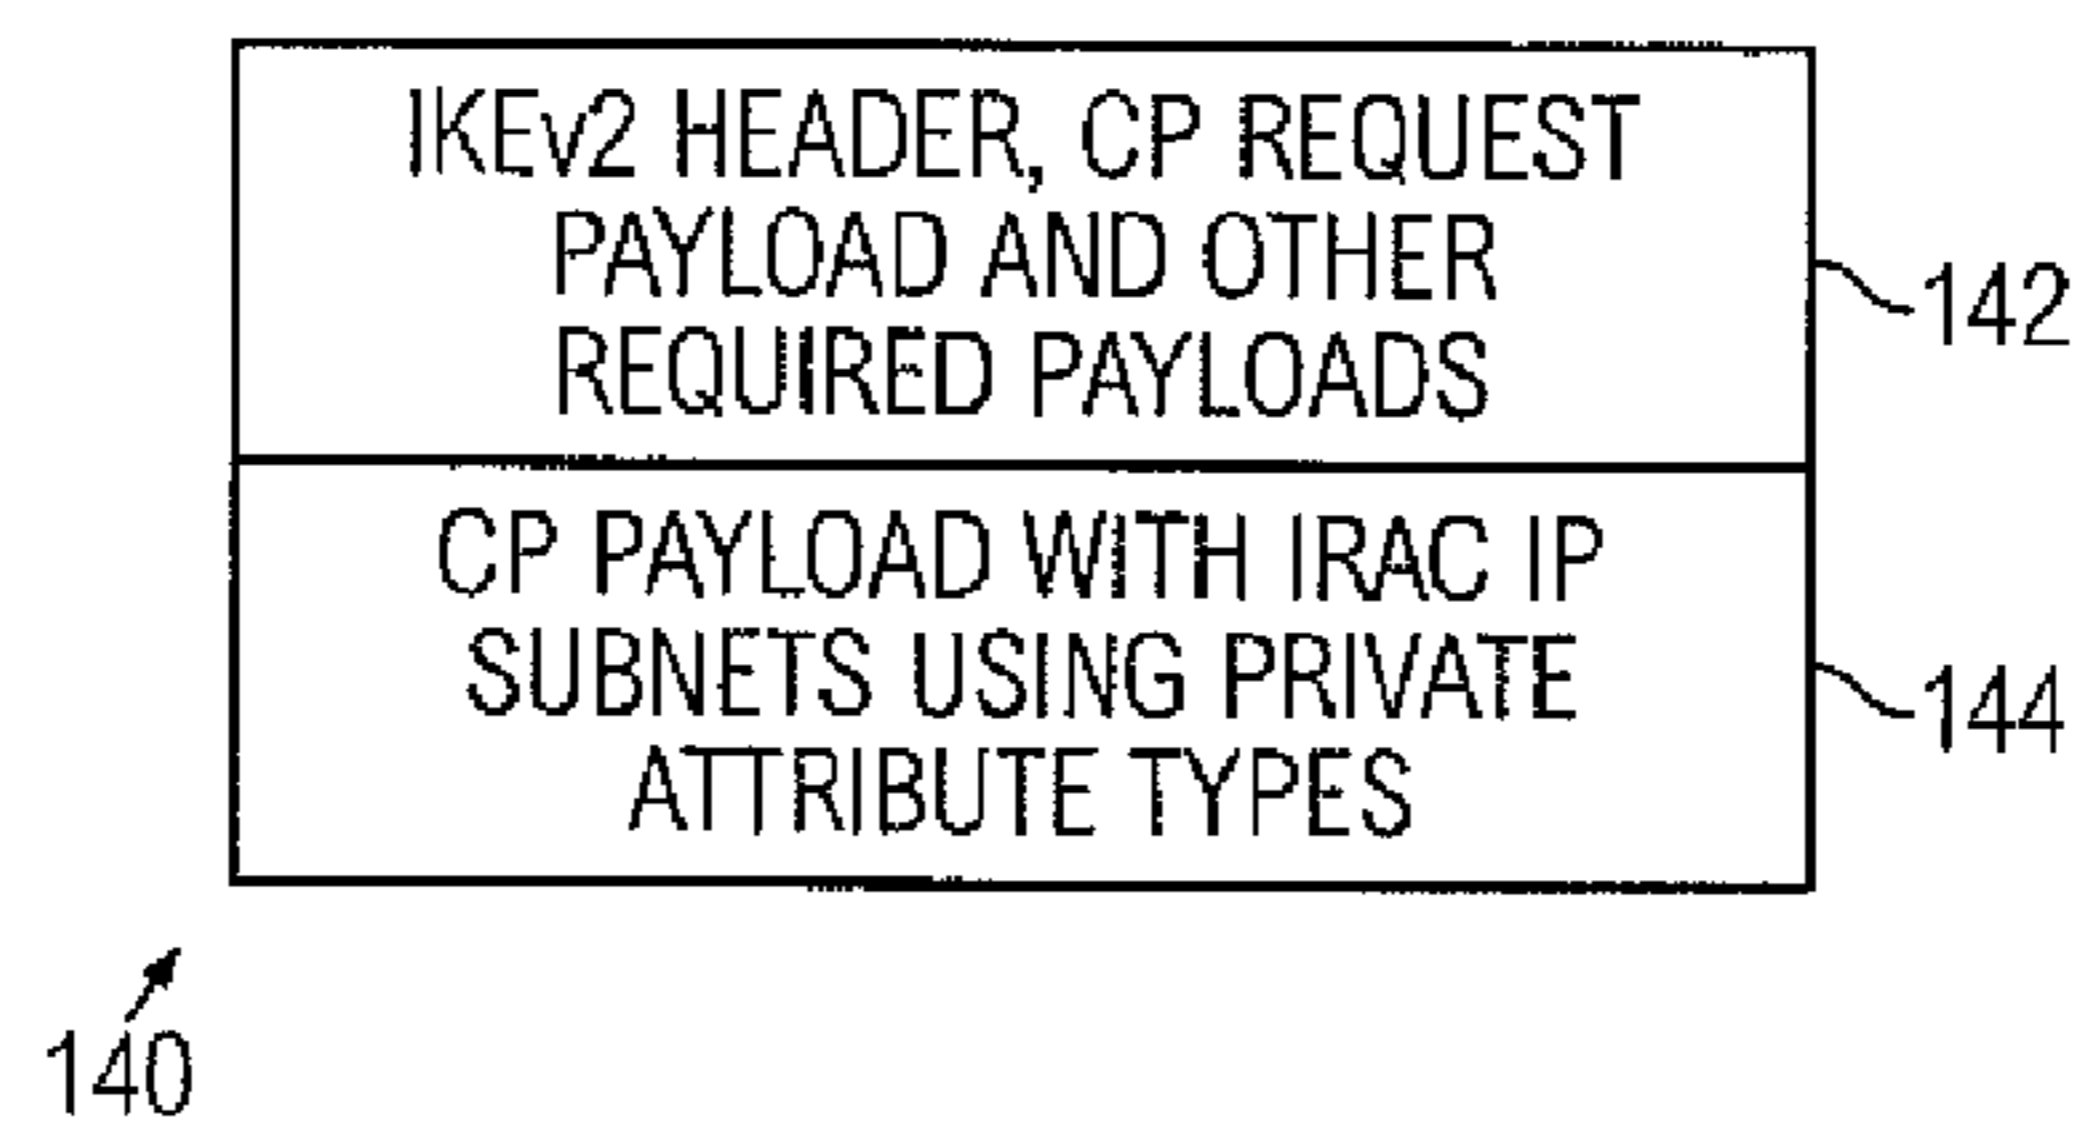 IKEv2 HEADER, CP REQUEST
PAYLOAD AND OTHER
REQUIRED PAYLOADS
142
CP PAYLOAD WITH IRAC IP
SUBNETS USING PRIVATE
ATTRIBUTE TYPES
144
140